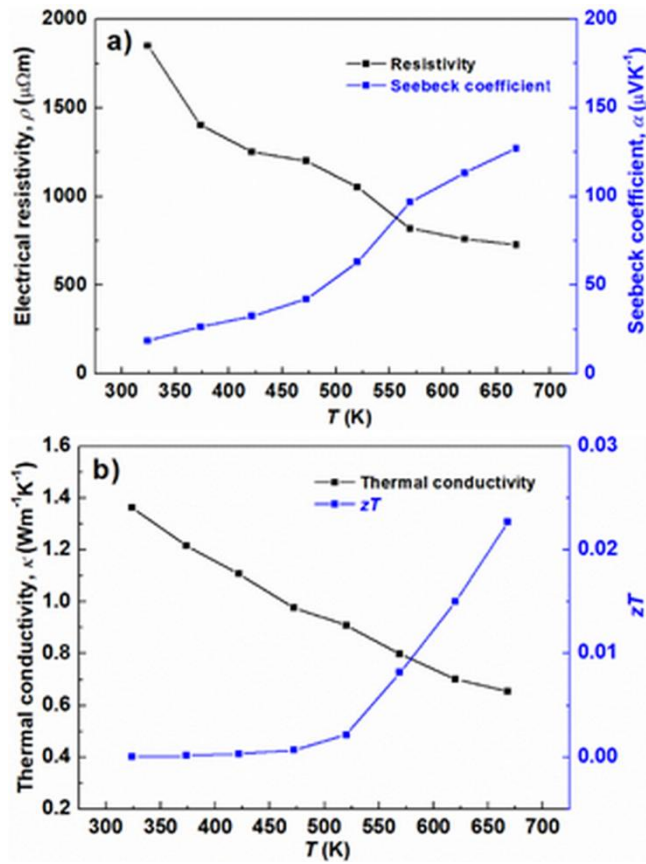 a)
Resistivity
Seebeck coefficient
Electrical resistivity, ρ (μΩm)
2000
1500
1000
500
0
Seebeck coefficient, α (μVK⁻¹)
200
150
100
50
0
300 350 400 450 500 550 600 650 700
T (K)
b)
Thermal conductivity
zT
Thermal conductivity, κ (Wm⁻¹K⁻¹)
1.6
1.4
1.2
1.0
0.8
0.6
0.4
0.2
zT
0.03
0.02
0.01
0.00
300 350 400 450 500 550 600 650 700
T (K)